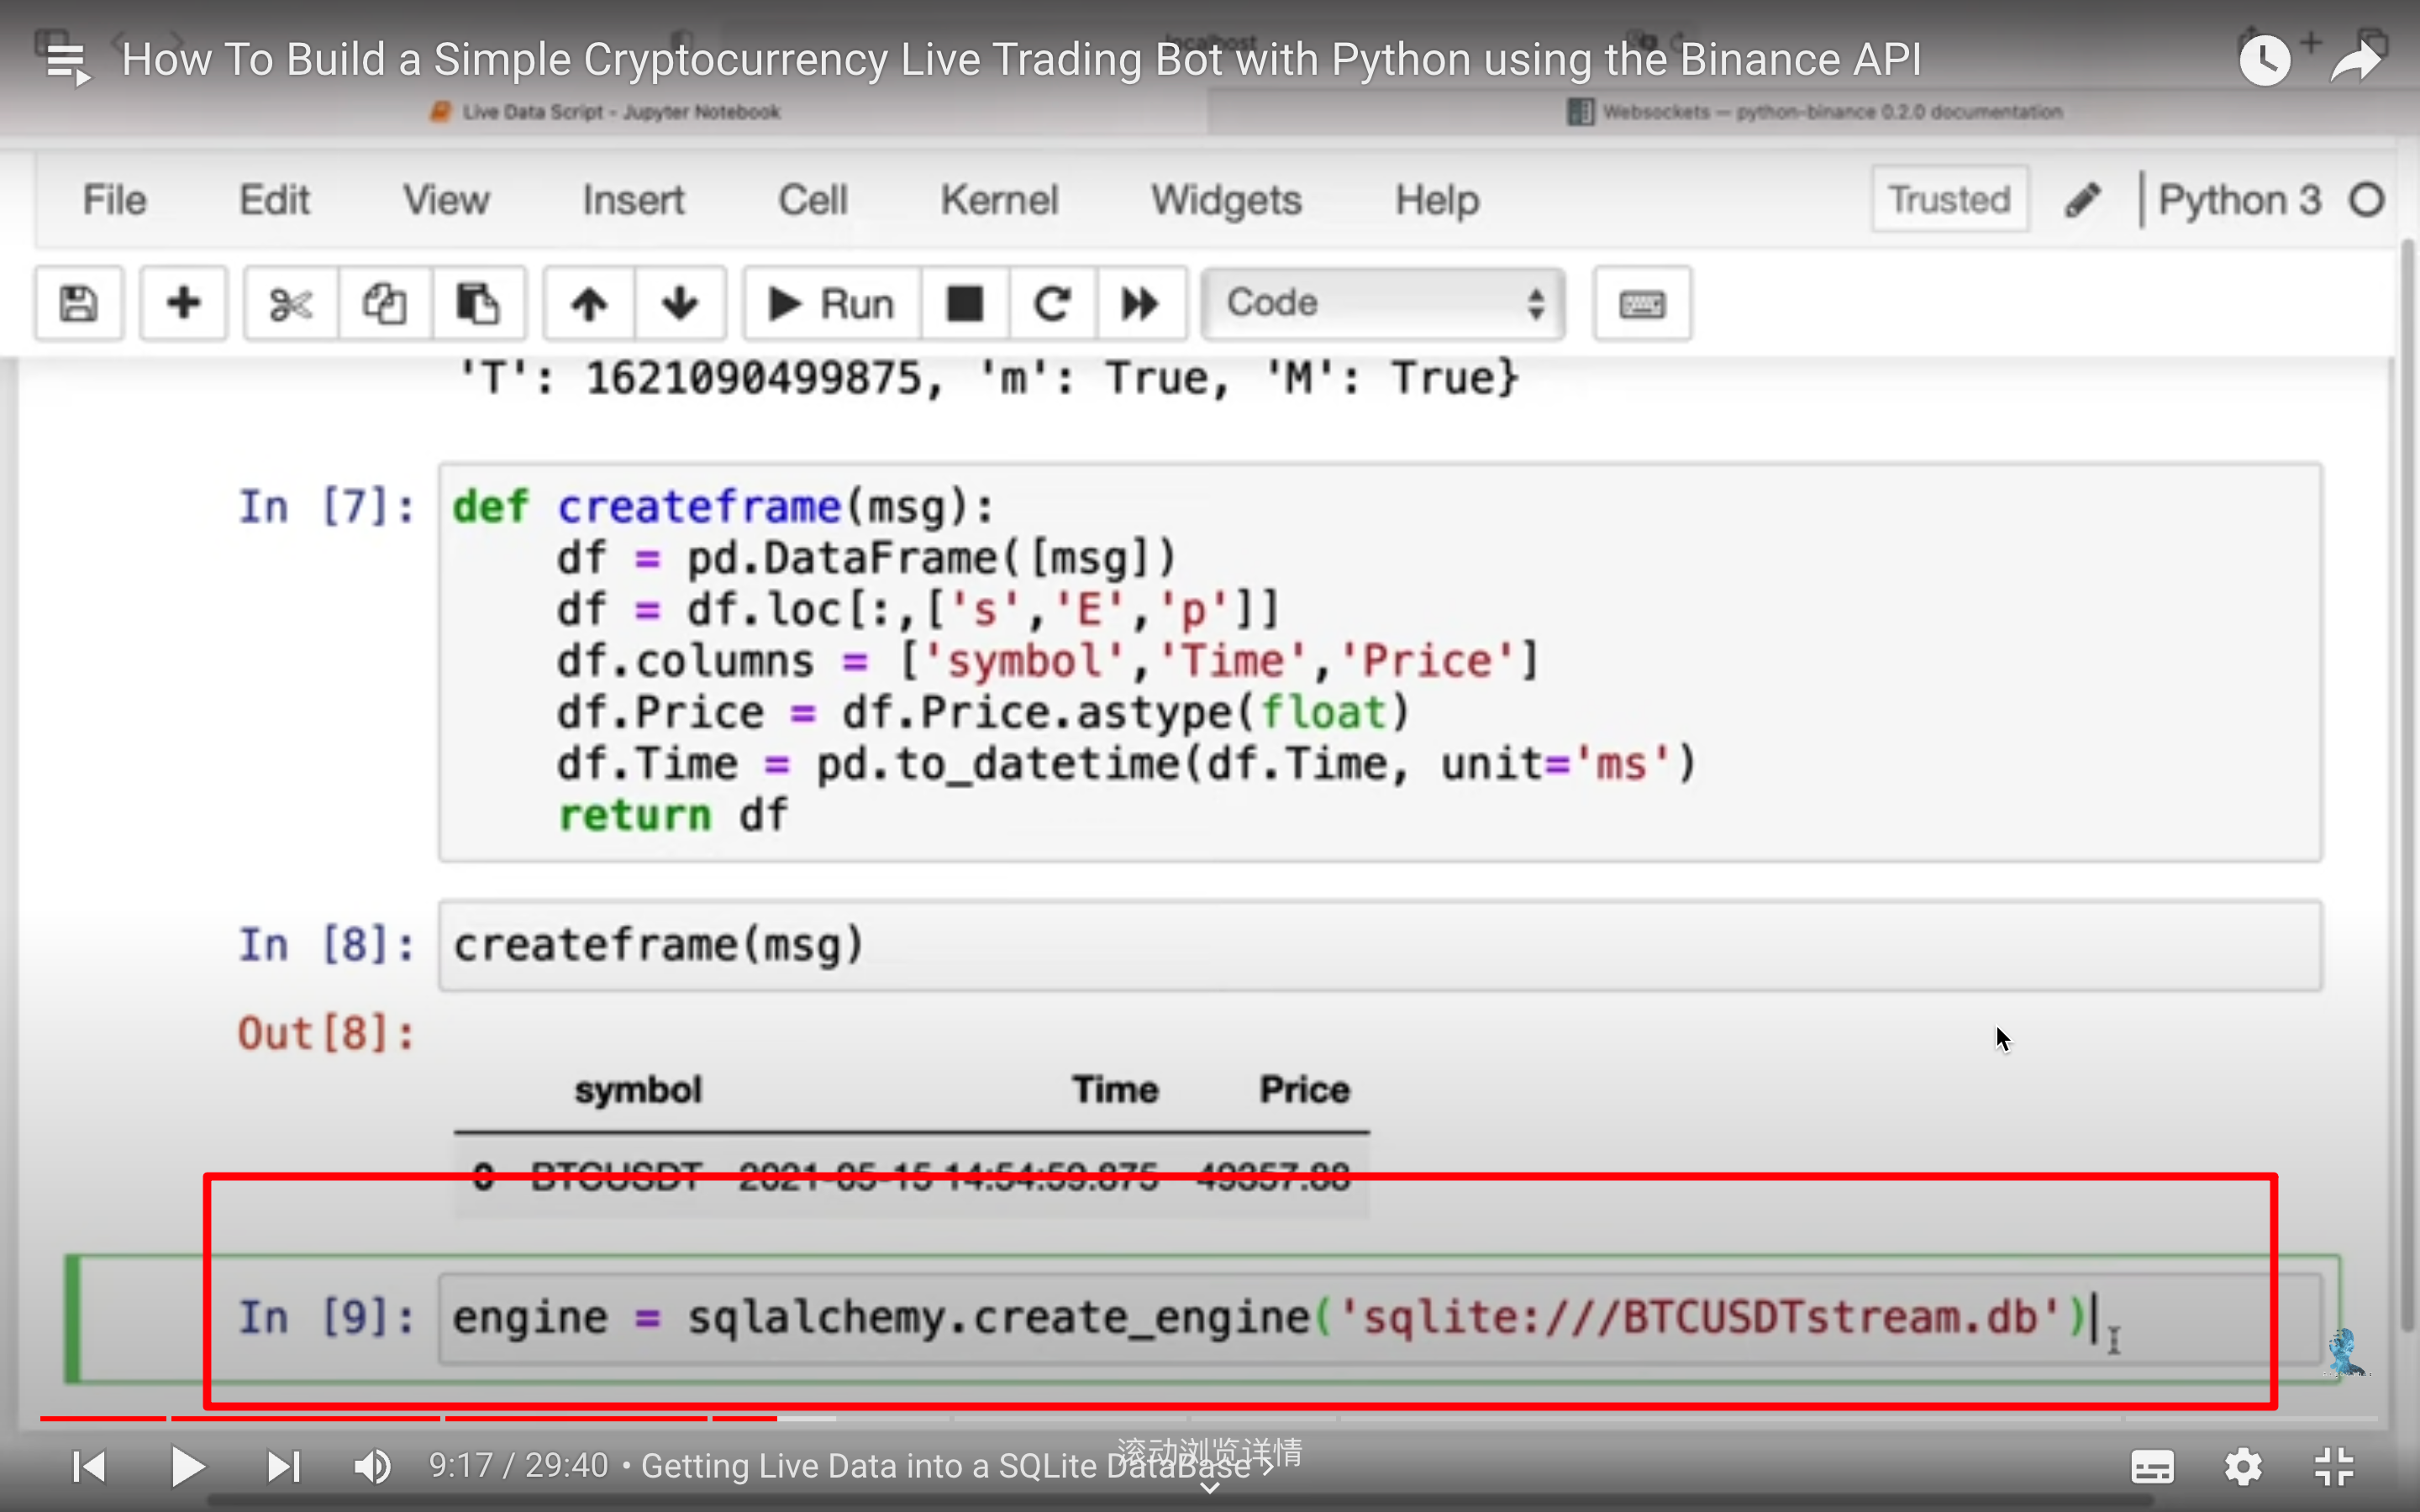 localhost
How To Build a Simple Cryptocurrency Live Trading Bot with Python using the Binance API
Live Data Script - Jupyter Notebook
Websockets — python-binance 0.2.0 documentation
File Edit View Insert Cell Kernel Widgets Help
Trusted
Python 3
Run
Code
'T': 1621090499875, 'm': True, 'M': True}
In [7]:
def createframe(msg):
    df = pd.DataFrame([msg])
    df = df.loc[:,['s','E','p']]
    df.columns = ['symbol','Time','Price']
    df.Price = df.Price.astype(float)
    df.Time = pd.to_datetime(df.Time, unit='ms')
    return df
In [8]: createframe(msg)
Out[8]:
symbol Time Price
0 BTCUSDT 2021-05-15 14:54:59.875 49357.88
In [9]: engine = sqlalchemy.create_engine('sqlite:///BTCUSDTstream.db')
9:17 / 29:40 • Getting Live Data into a SQLite DataBase
滚动浏览详情